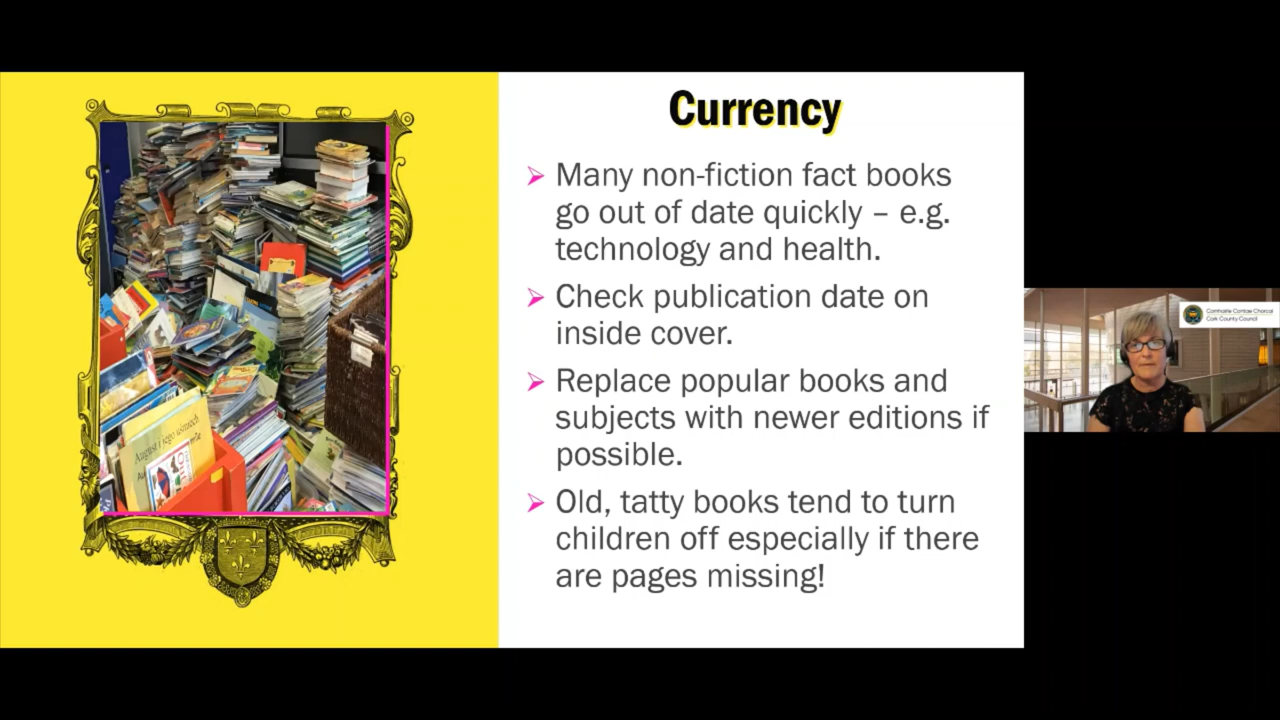 Currency
Many non-fiction fact books
go out of date quickly – e.g.
technology and health.
Check publication date on
inside cover.
Replace popular books and
subjects with newer editions if
possible.
Old, tatty books tend to turn
children off especially if there
are pages missing!
August i jego
Comhairle Contae Chorcaí
Cork County Council